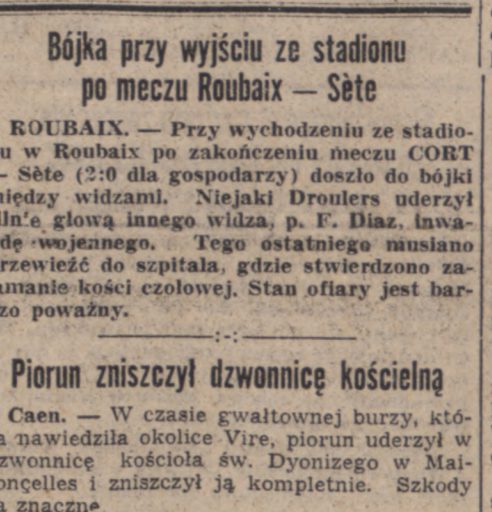 Bójka przy wyjściu ze stadionu
po meczu Roubaix — Sète
ROUBAIX. — Przy wychodzeniu ze stadio-
u w Roubaix po zakończeniu meczu CORT
- Sète (2:0 dla gospodarzy) doszło do bójki
między widzami. Niejaki Droulers uderzył
lln'e głową innego widza, p. F. Diaz, inwa-
dę wojennego. Tego ostatniego musiano
rzewieźć do szpitala, gdzie stwierdzono za-
amanie kości czołowej. Stan ofiary jest bar-
zo poważny.
—:-:—
Piorun zniszczył dzwonnicę kościelną
Caen. — W czasie gwałtownej burzy, któ-
a nawiedziła okolice Vire, piorun uderzył w
zwonnicę kościoła św. Dyonizego w Mai-
onçelles i zniszczył ją kompletnie. Szkody
ą znaczne